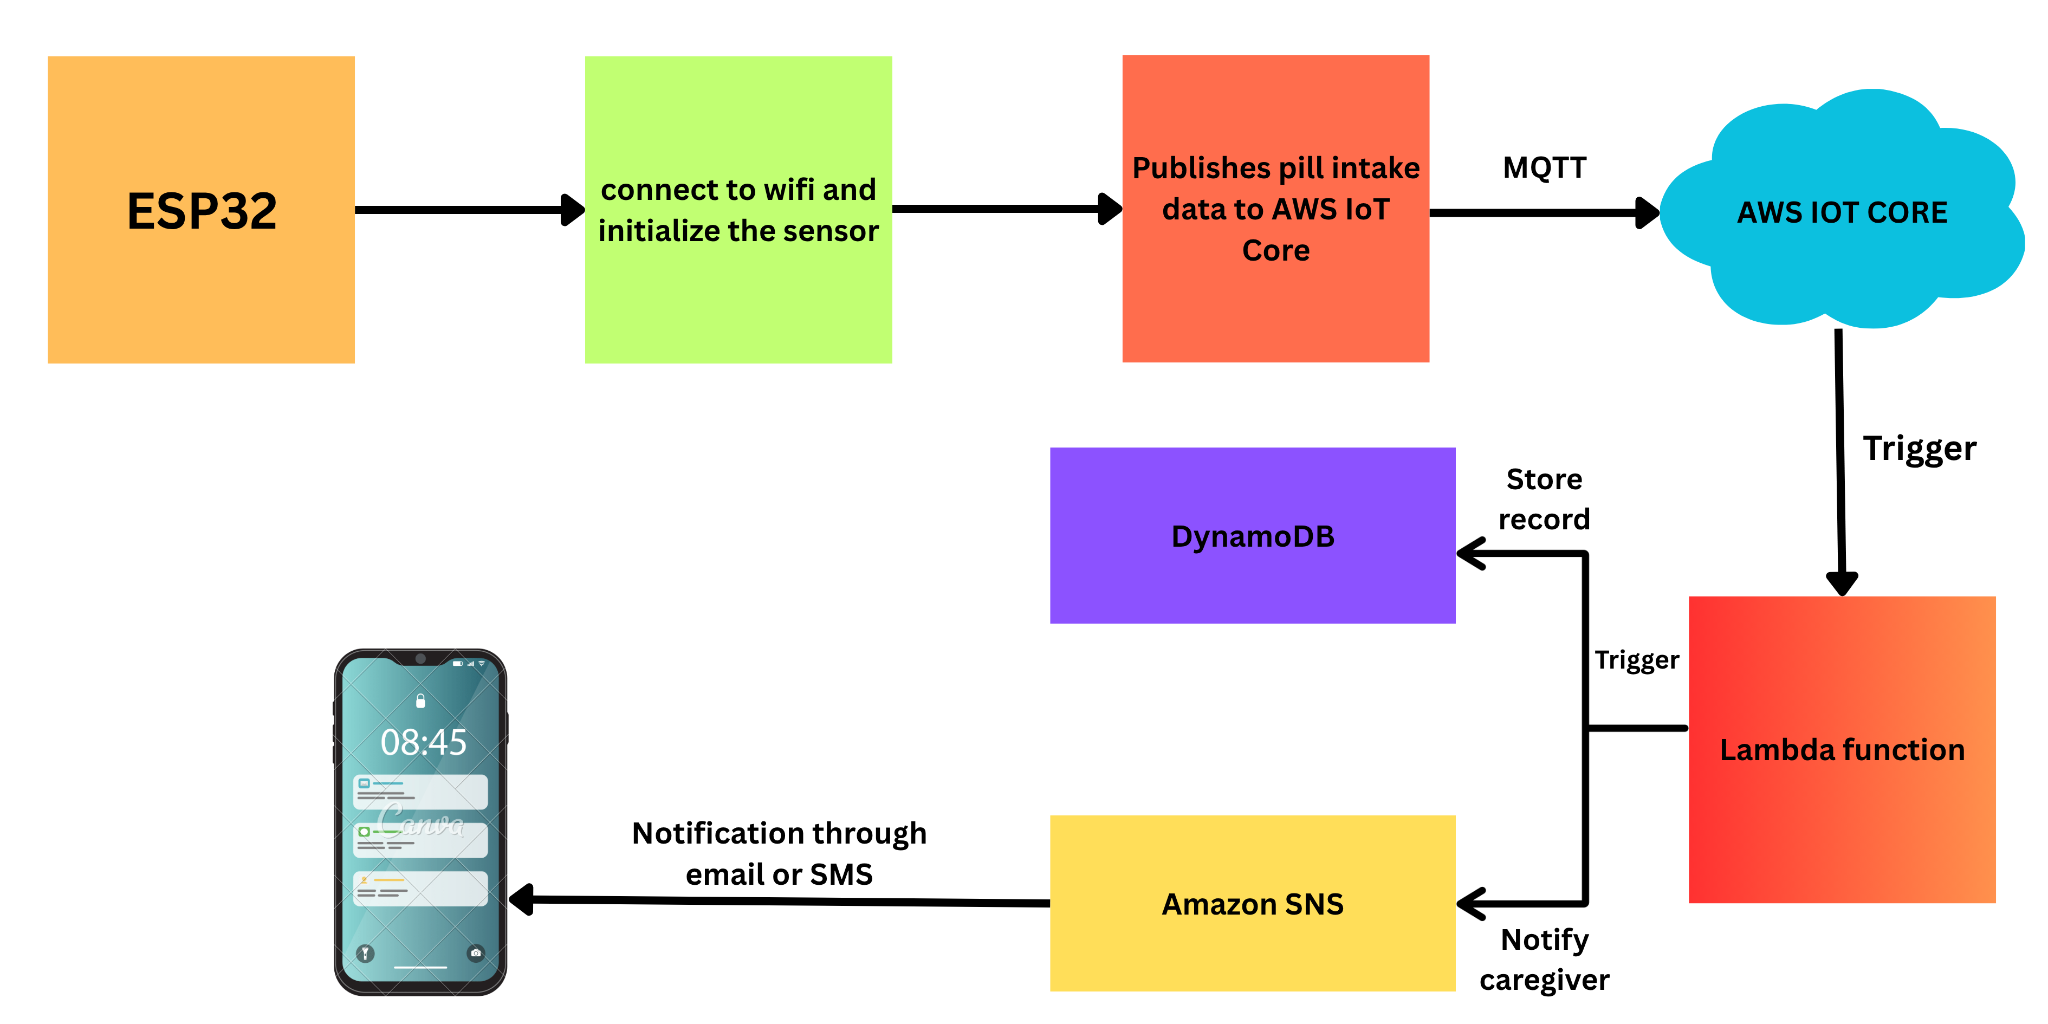 ESP32
connect to wifi and
initialize the sensor
Publishes pill intake
data to AWS IoT
Core
MQTT
AWS IOT CORE
Trigger
Store
record
DynamoDB
Trigger
Lambda function
08:45
Canva
Notification through
email or SMS
Amazon SNS
Notify
caregiver